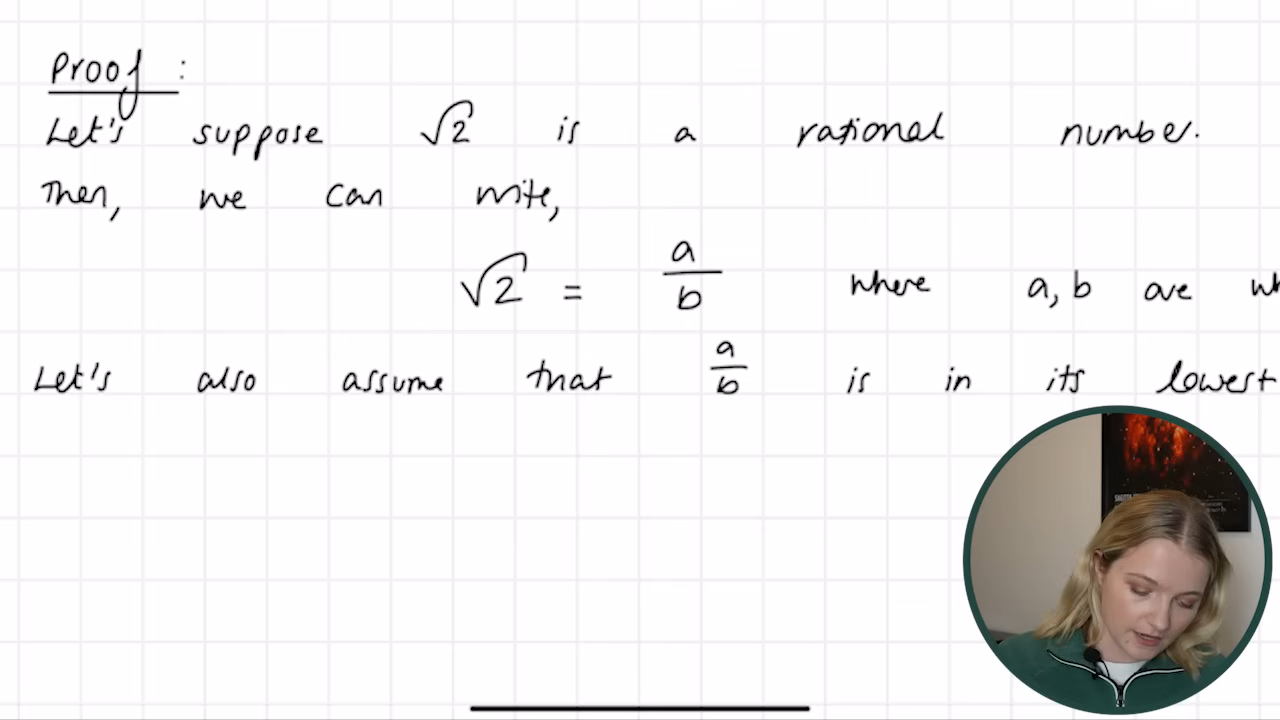 Proof :
Let's suppose √2 is a rational number.
Then, we can write,
√2 = a/b where a, b are wh
Let's also assume that a/b is in its lowest